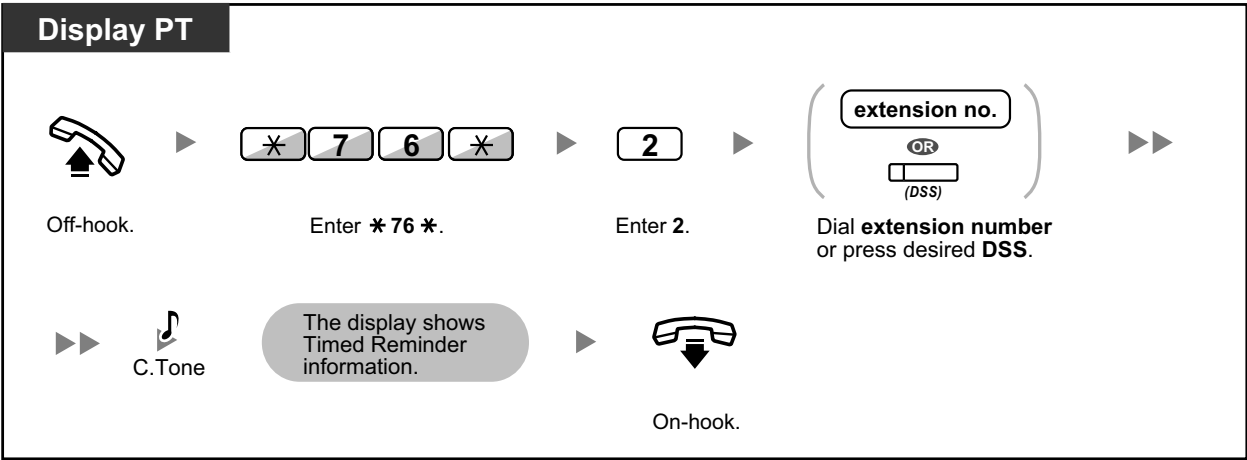 Display PT
✳ 7 6 ✳
2
extension no.
OR
(DSS)
Off-hook.
Enter ✳ 76 ✳.
Enter 2.
Dial extension number
or press desired DSS.
C.Tone
The display shows
Timed Reminder
information.
On-hook.